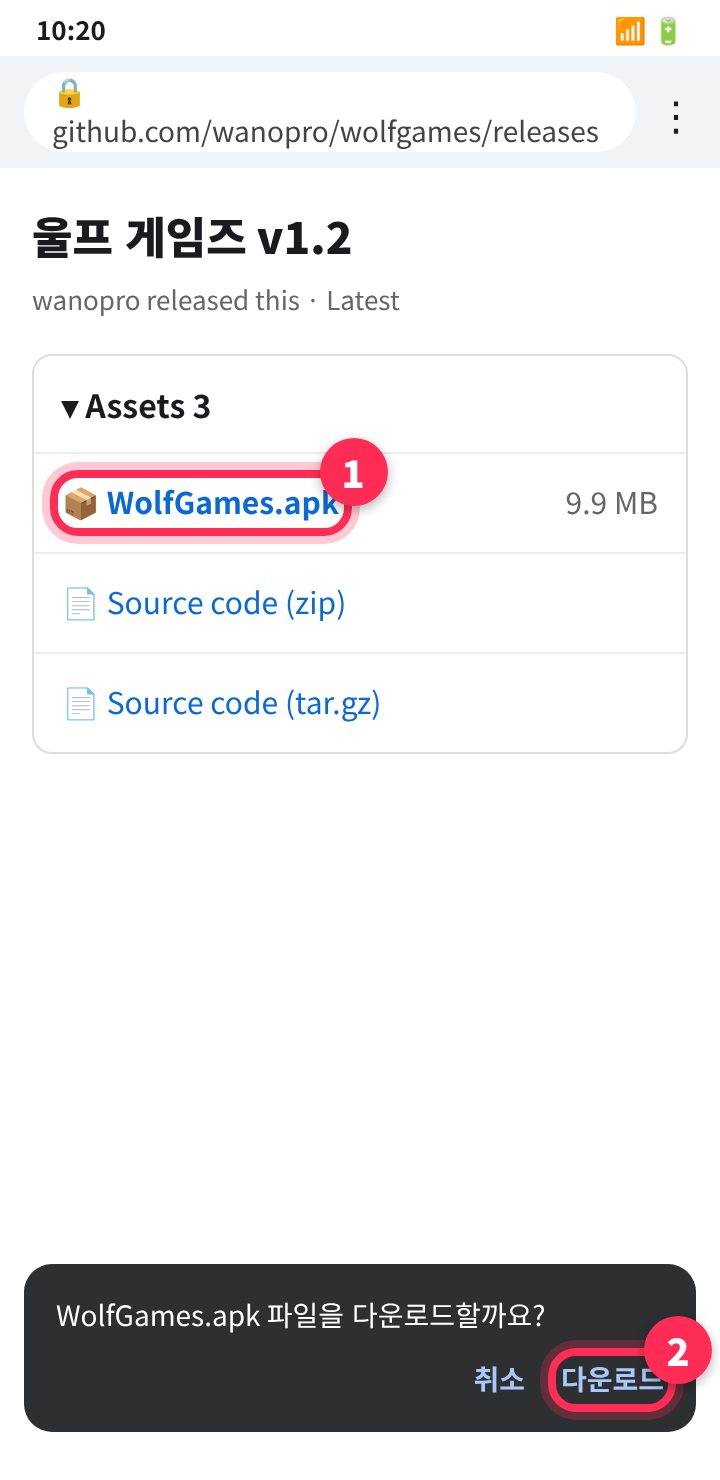 10:20
github.com/wanopro/wolfgames/releases
울프 게임즈 v1.2
wanopro released this · Latest
▾ Assets 3
1
WolfGames.apk 9.9 MB
Source code (zip)
Source code (tar.gz)
WolfGames.apk 파일을 다운로드할까요?
2
취소 다운로드